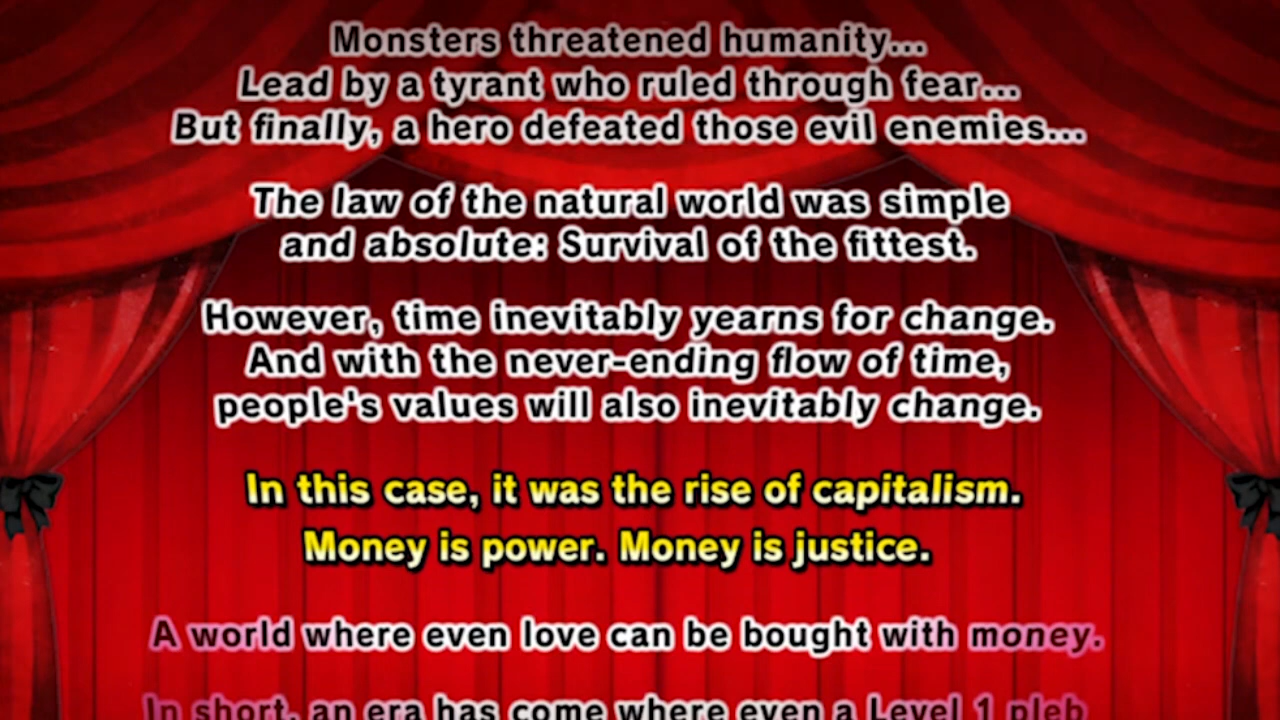 Monsters threatened humanity...
Lead by a tyrant who ruled through fear...
But finally, a hero defeated those evil enemies...
The law of the natural world was simple
and absolute: Survival of the fittest.
However, time inevitably yearns for change.
And with the never-ending flow of time,
people's values will also inevitably change.
In this case, it was the rise of capitalism.
Money is power. Money is justice.
A world where even love can be bought with money.
In short, an era has come where even a Level 1 pleb